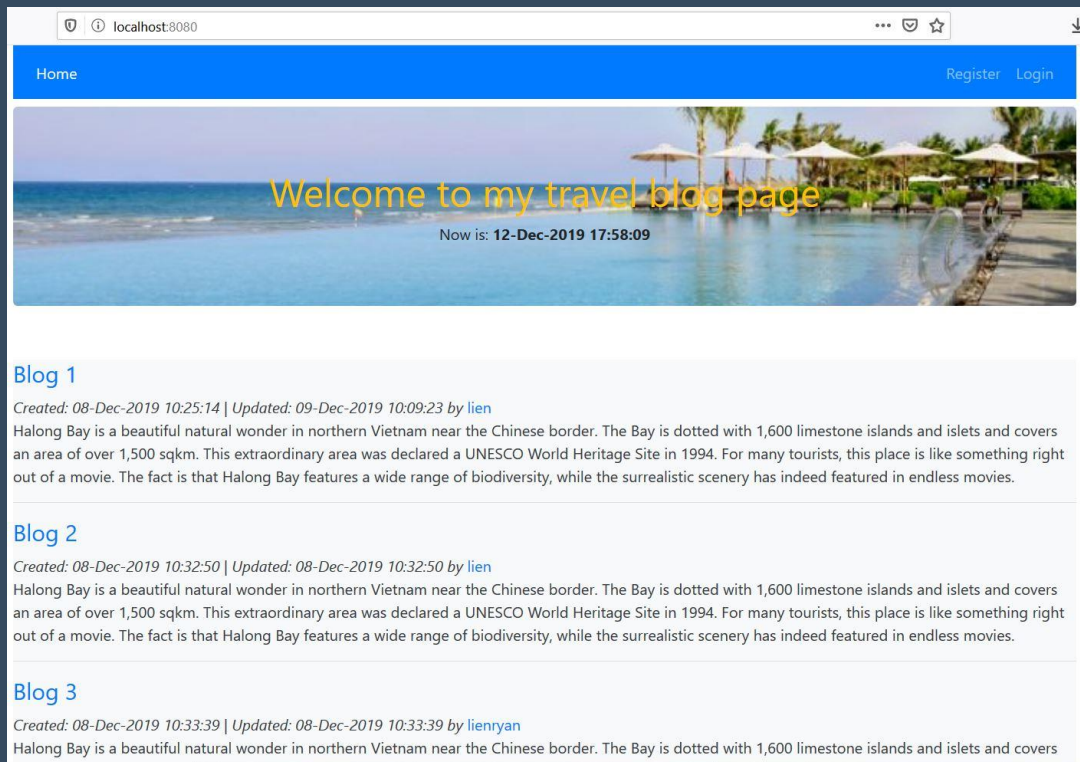 localhost:8080
Home Register Login
Welcome to my travel blog page
Now is: 12-Dec-2019 17:58:09
Blog 1
Created: 08-Dec-2019 10:25:14 | Updated: 09-Dec-2019 10:09:23 by lien
Halong Bay is a beautiful natural wonder in northern Vietnam near the Chinese border. The Bay is dotted with 1,600 limestone islands and islets and covers
an area of over 1,500 sqkm. This extraordinary area was declared a UNESCO World Heritage Site in 1994. For many tourists, this place is like something right
out of a movie. The fact is that Halong Bay features a wide range of biodiversity, while the surrealistic scenery has indeed featured in endless movies.
Blog 2
Created: 08-Dec-2019 10:32:50 | Updated: 08-Dec-2019 10:32:50 by lien
Halong Bay is a beautiful natural wonder in northern Vietnam near the Chinese border. The Bay is dotted with 1,600 limestone islands and islets and covers
an area of over 1,500 sqkm. This extraordinary area was declared a UNESCO World Heritage Site in 1994. For many tourists, this place is like something right
out of a movie. The fact is that Halong Bay features a wide range of biodiversity, while the surrealistic scenery has indeed featured in endless movies.
Blog 3
Created: 08-Dec-2019 10:33:39 | Updated: 08-Dec-2019 10:33:39 by lienryan
Halong Bay is a beautiful natural wonder in northern Vietnam near the Chinese border. The Bay is dotted with 1,600 limestone islands and islets and covers